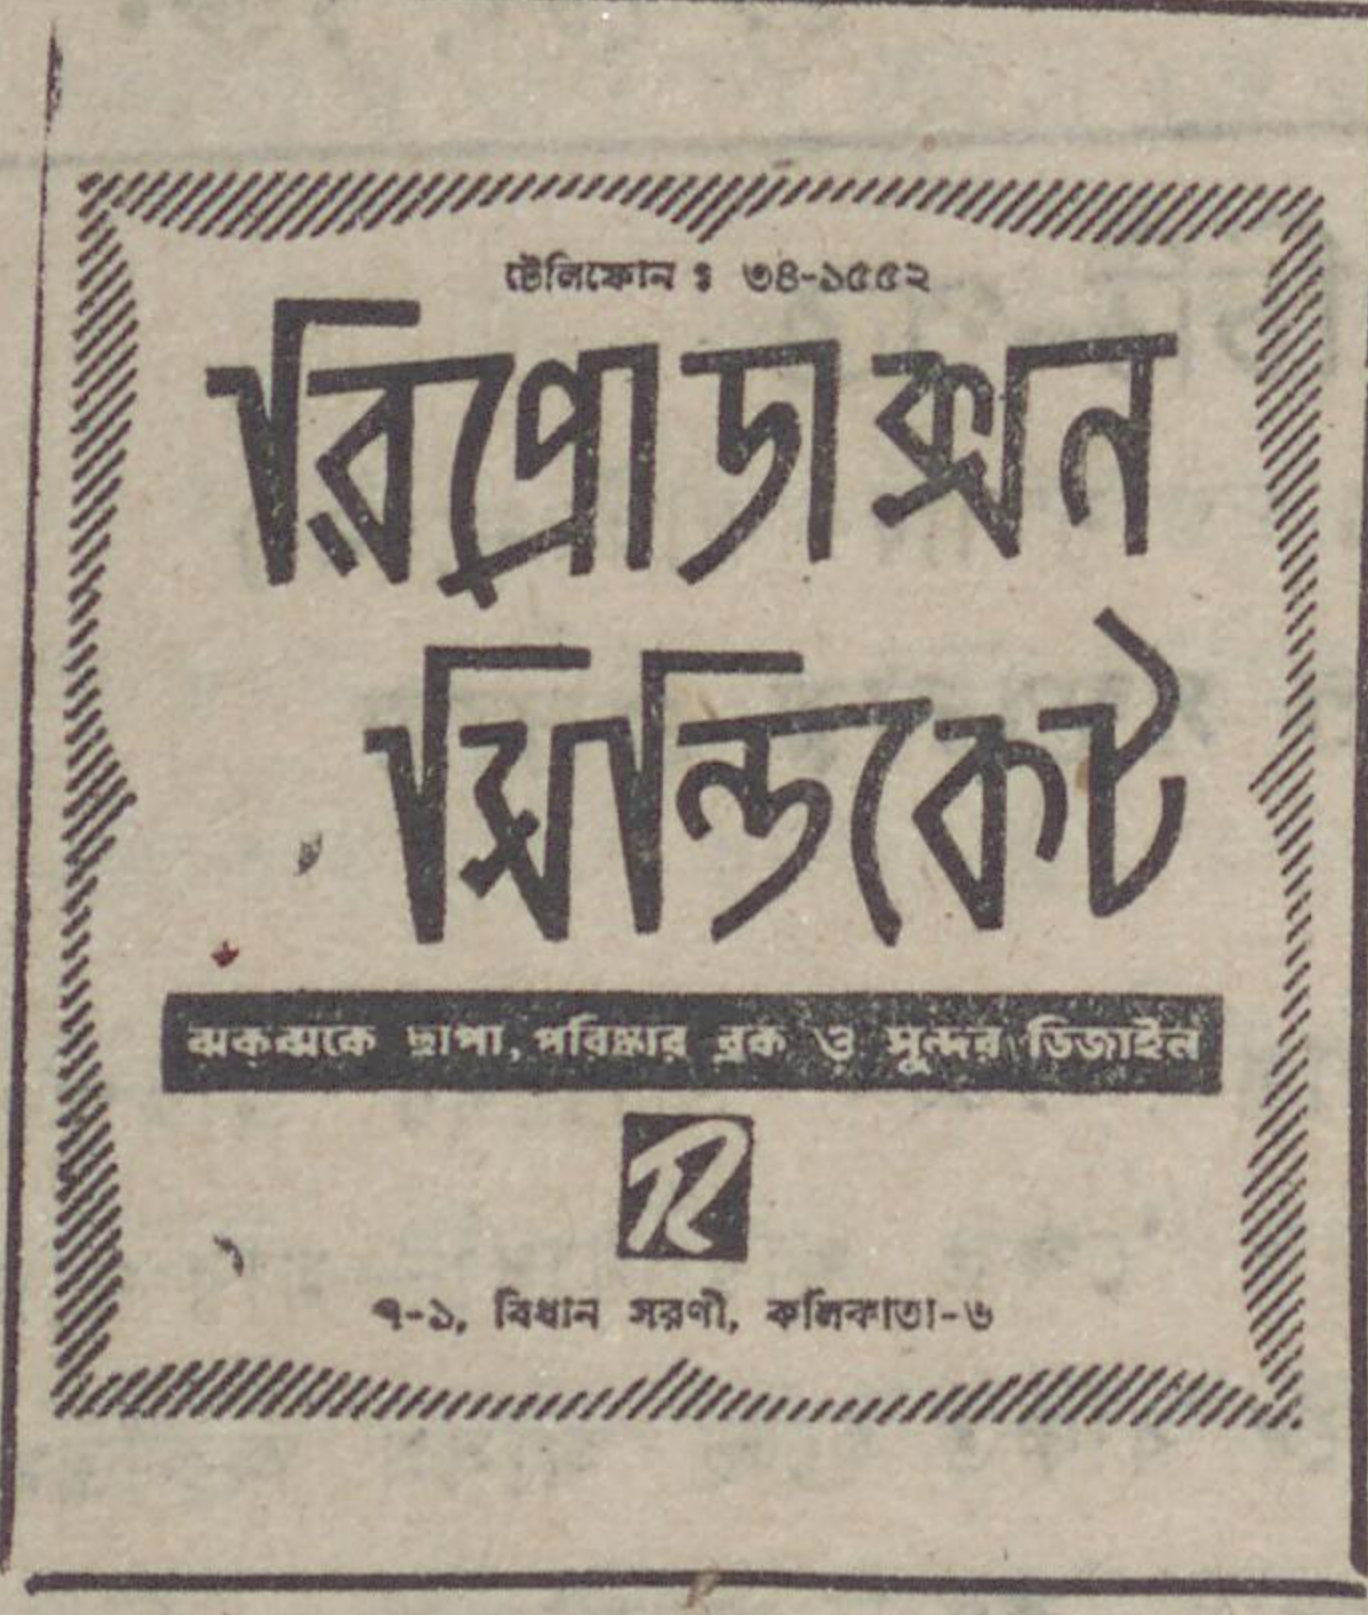 টেলিফোন : ৩৪-১৫৫২
রিপ্রোডাক্সন
সিন্ডিকেট
ঝকঝকে ছাপা, পরিষ্কার ব্লক ও সুন্দর ডিজাইন
R
৭-১, বিধান সরণী, কলিকাতা-৬